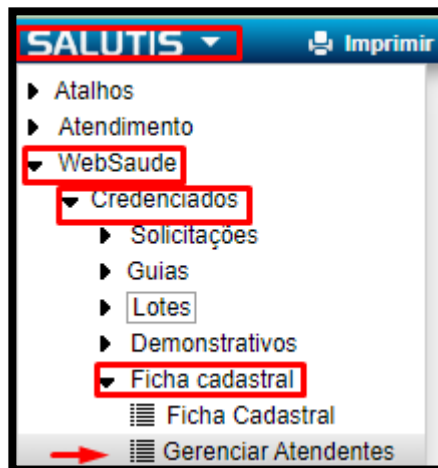 SALUTIS Imprimir
Atalhos
Atendimento
WebSaude
Credenciados
Solicitações
Guias
Lotes
Demonstrativos
Ficha cadastral
Ficha Cadastral
Gerenciar Atendentes